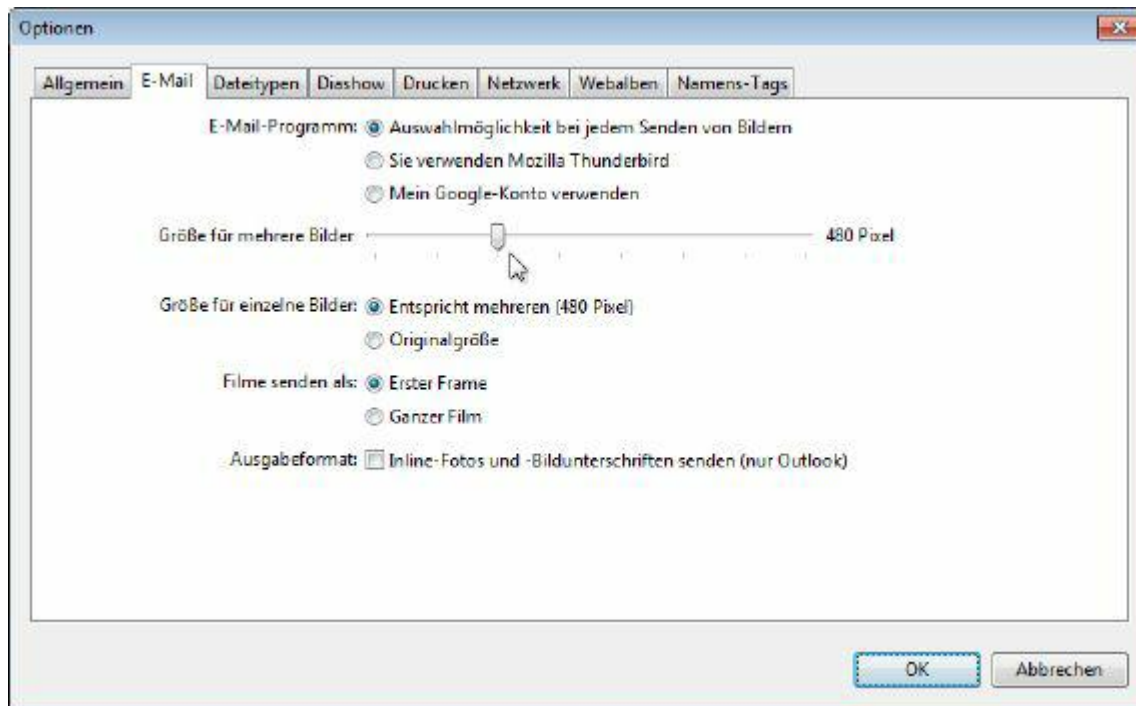 Optionen
Allgemein E-Mail Dateitypen Diashow Drucken Netzwerk Webalben Namens-Tags
E-Mail-Programm: Auswahlmöglichkeit bei jedem Senden von Bildern
Sie verwenden Mozilla Thunderbird
Mein Google-Konto verwenden
Größe für mehrere Bilder 480 Pixel
Größe für einzelne Bilder: Entspricht mehreren (480 Pixel)
Originalgröße
Filme senden als: Erster Frame
Ganzer Film
Ausgabeformat: Inline-Fotos und -Bildunterschriften senden (nur Outlook)
OK Abbrechen